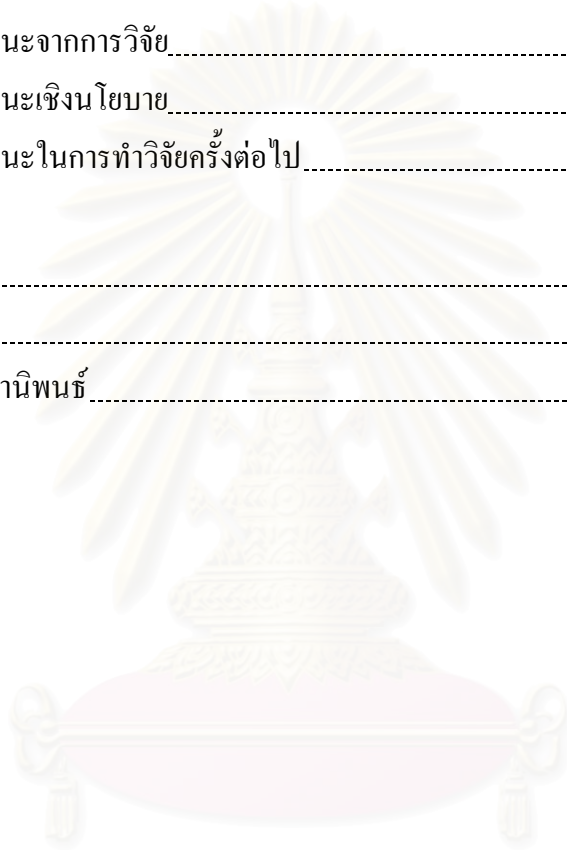 นะจากการวิจัย
นะเชิงนโยบาย
นะในการทำวิจัยครั้งต่อไป
านิพนธ์